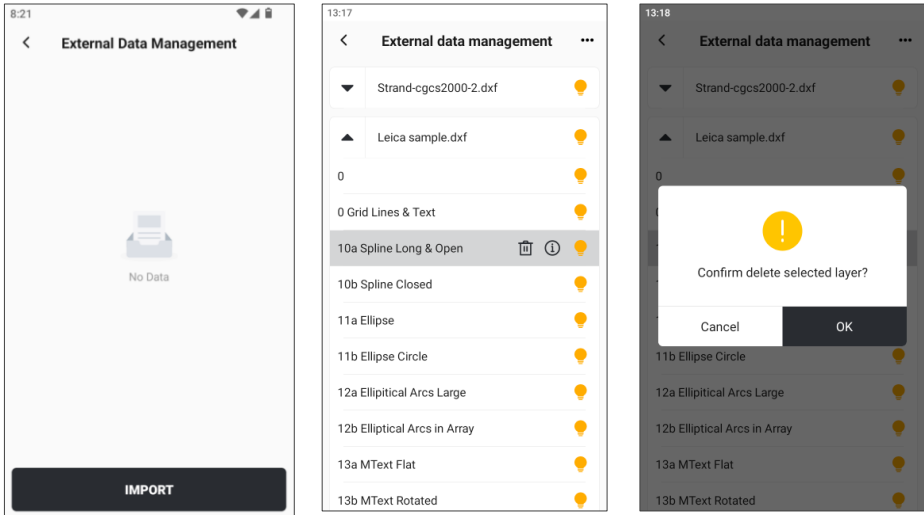 8:21
External Data Management
No Data
IMPORT
13:17
External data management
Strand-cgcs2000-2.dxf
Leica sample.dxf
0
0 Grid Lines & Text
10a Spline Long & Open
10b Spline Closed
11a Ellipse
11b Ellipse Circle
12a Ellipitical Arcs Large
12b Elliptical Arcs in Array
13a MText Flat
13b MText Rotated
13:18
External data management
Strand-cgcs2000-2.dxf
Leica sample.dxf
0
Confirm delete selected layer?
Cancel
OK
11b Ellipse Circle
12a Ellipitical Arcs Large
12b Elliptical Arcs in Array
13a MText Flat
13b MText Rotated